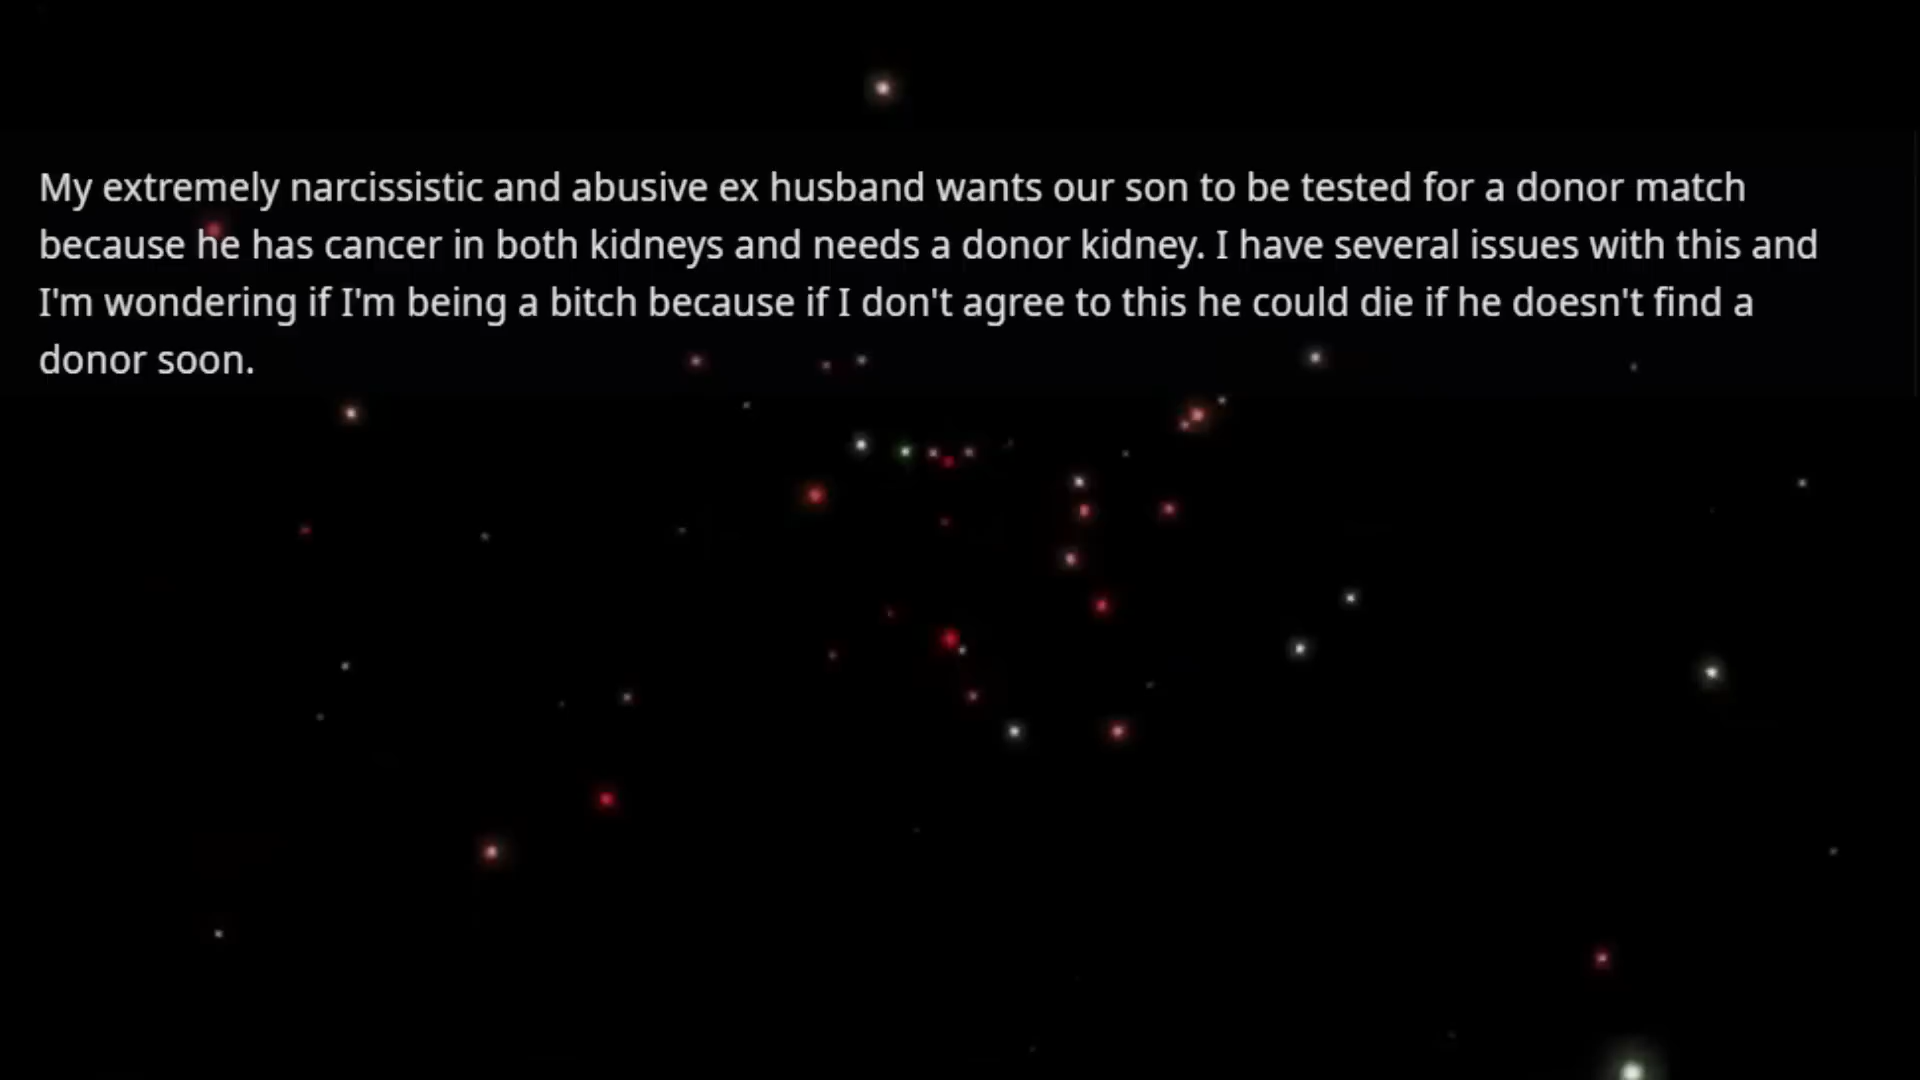 My extremely narcissistic and abusive ex husband wants our son to be tested for a donor match
because he has cancer in both kidneys and needs a donor kidney. I have several issues with this and
I'm wondering if I'm being a bitch because if I don't agree to this he could die if he doesn't find a
donor soon.